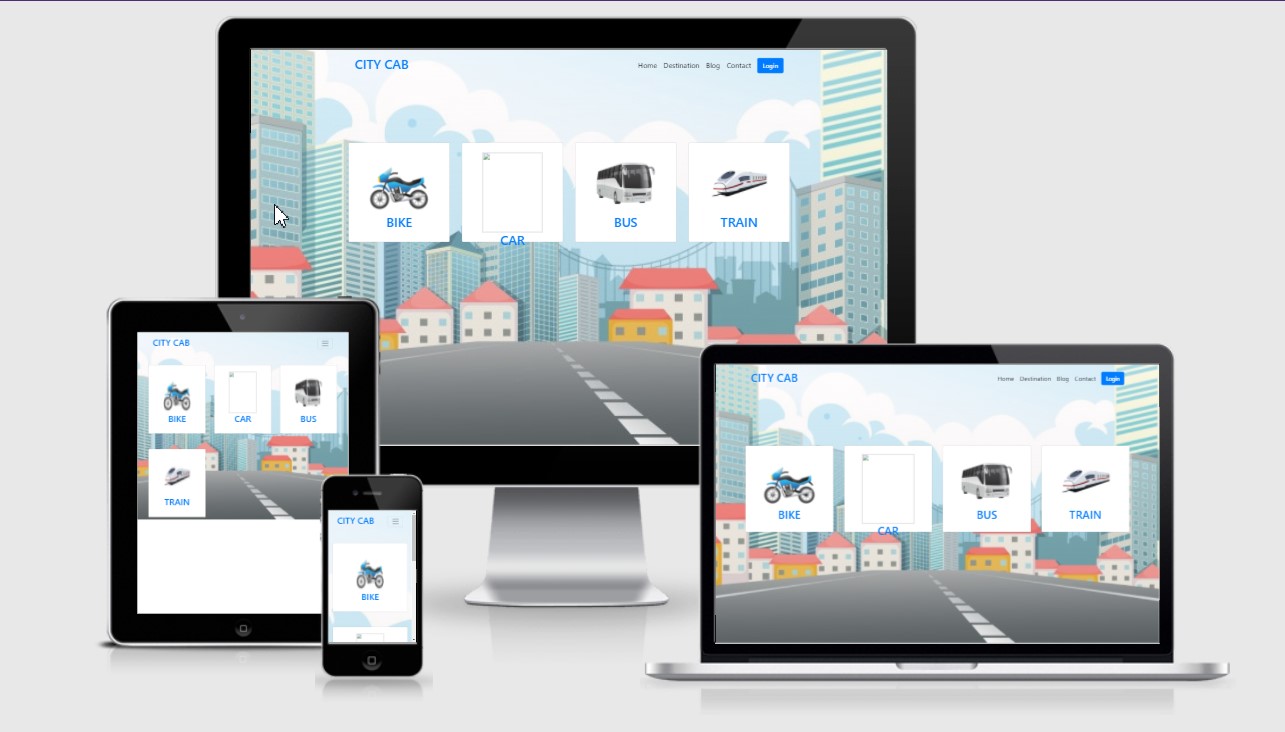 CITY CAB
Home Destination Blog Contact Login
BIKE CAR BUS TRAIN
CITY CAB
BIKE CAR BUS
TRAIN
CITY CAB
BIKE
CITY CAB
Home Destination Blog Contact Login
BIKE CAR BUS TRAIN